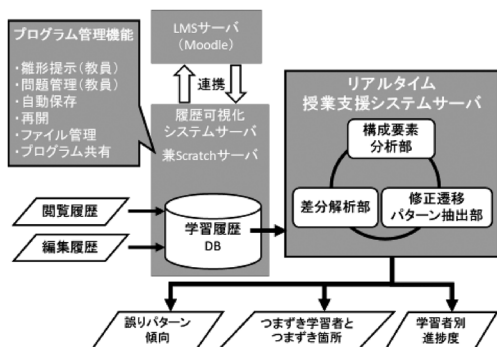 プログラム管理機能
・雛形提示（教員）
・問題管理（教員）
・自動保存
・再開
・ファイル管理
・プログラム共有
LMSサーバ
（Moodle）
連携
履歴可視化
システムサーバ
兼Scratchサーバ
閲覧履歴
編集履歴
学習履歴
DB
リアルタイム
授業支援システムサーバ
構成要素
分析部
差分解析部
修正遷移
パターン抽出部
誤りパターン
傾向
つまずき学習者と
つまずき箇所
学習者別
進捗度